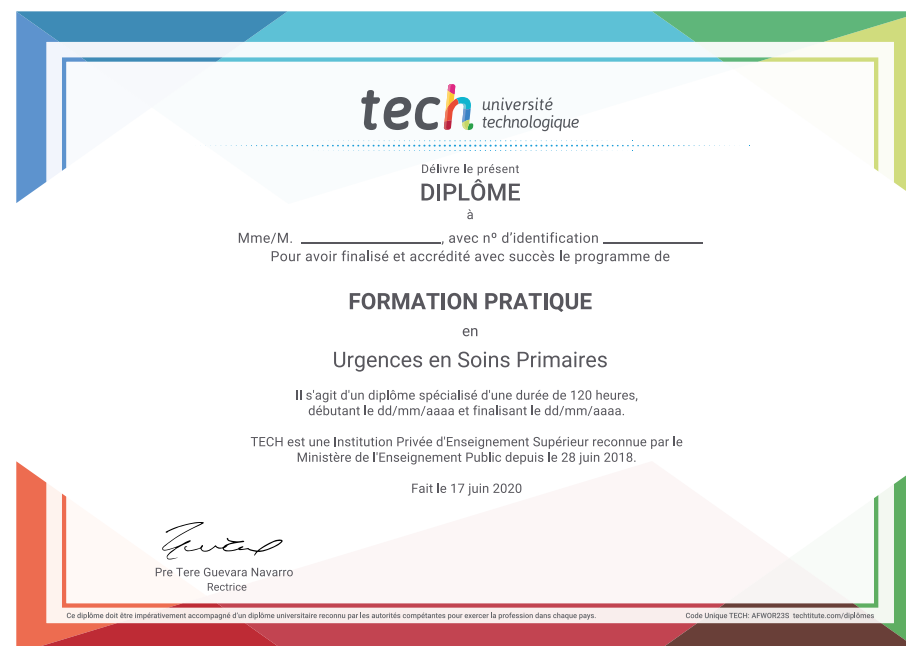 tech université
technologique
Délivre le présent
DIPLÔME
à
Mme/M. ____________________, avec nº d'identification ______________
Pour avoir finalisé et accrédité avec succès le programme de
FORMATION PRATIQUE
en
Urgences en Soins Primaires
Il s'agit d'un diplôme spécialisé d'une durée de 120 heures,
débutant le dd/mm/aaaa et finalisant le dd/mm/aaaa.
TECH est une Institution Privée d'Enseignement Supérieur reconnue par le
Ministère de l'Enseignement Public depuis le 28 juin 2018.
Fait le 17 juin 2020
Pre Tere Guevara Navarro
Rectrice
Ce diplôme doit être impérativement accompagné d'un diplôme universitaire reconnu par les autorités compétantes pour exercer la profession dans chaque pays.
Code Unique TECH: AFWOR23S techtitute.com/diplômes